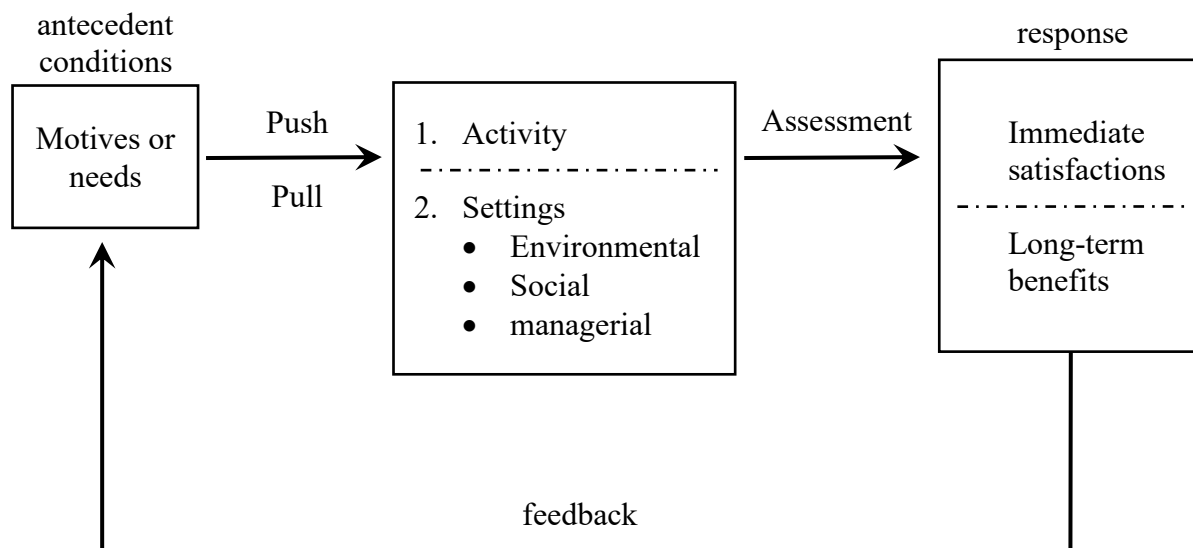 antecedent
conditions
Motives or
needs
Push
Pull
1. Activity
2. Settings
• Environmental
• Social
• managerial
Assessment
response
Immediate
satisfactions
Long-term
benefits
feedback